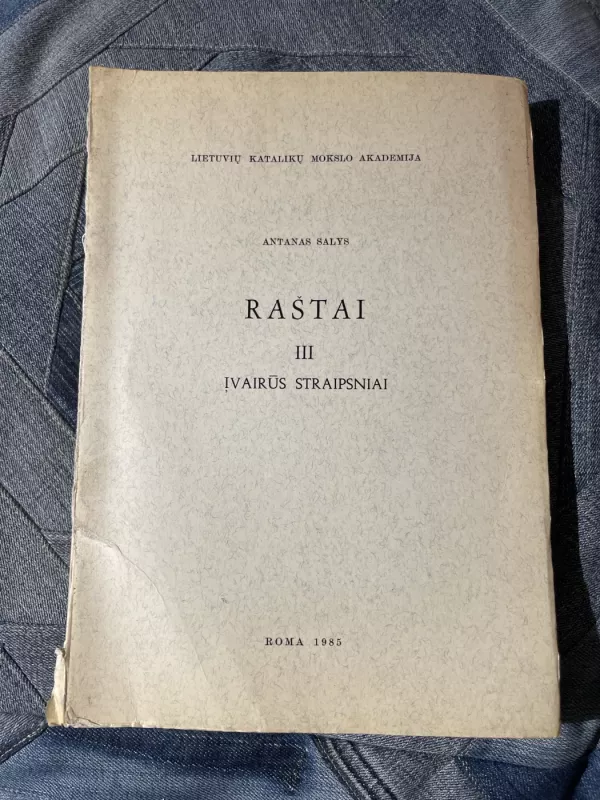 LIETUVIŲ KATALIKŲ MOKSLO AKADEMIJA
ANTANAS SALYS
RAŠTAI
III
ĮVAIRŪS STRAIPSNIAI
ROMA 1985